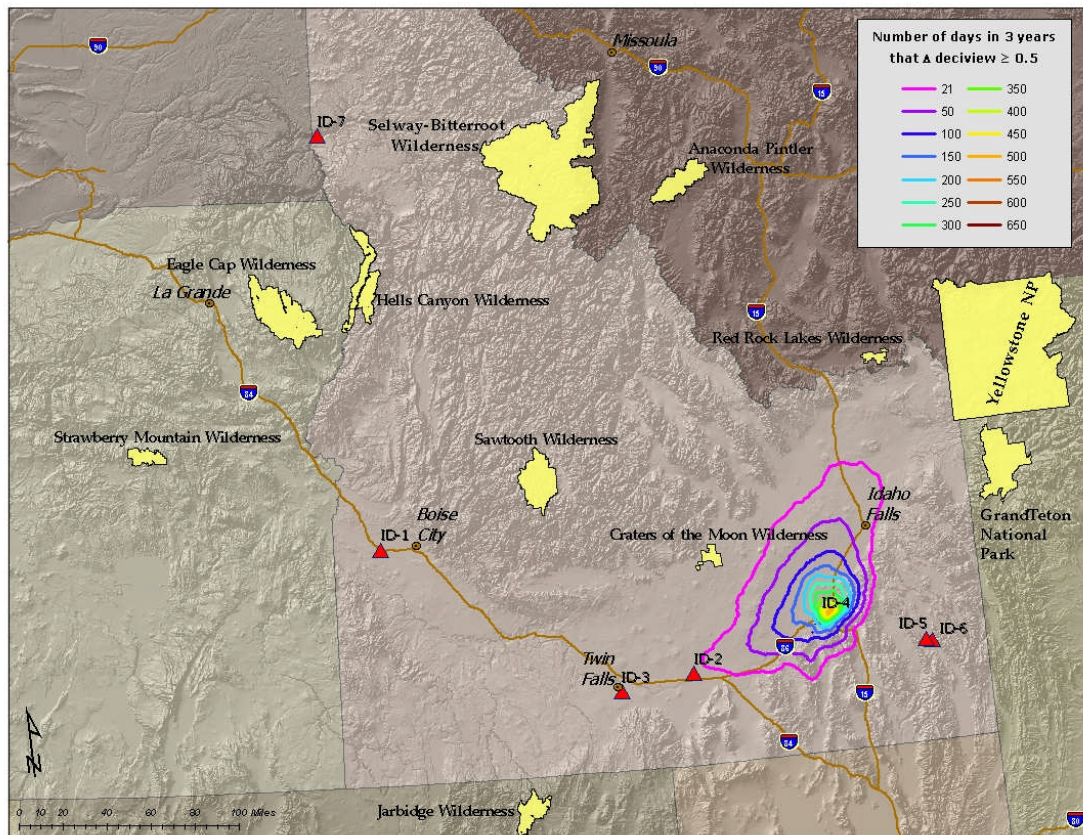 Number of days in 3 years
that Δ deciview ≥ 0.5
21 350
50 400
100 450
150 500
200 550
250 600
300 650
90
Missoula
90
15
ID-7
Selway-Bitterroot
Wilderness
Anaconda Pintler
Wilderness
Eagle Cap Wilderness
La Grande
Hells Canyon Wilderness
15
Red Rock Lakes Wilderness
Yellowstone NP
84
Strawberry Mountain Wilderness
Sawtooth Wilderness
Idaho
Falls
Grand Teton
National
Park
Boise
City
ID-1
Craters of the Moon Wilderness
ID-4
ID-5
ID-6
86
Twin
Falls
ID-3
ID-2
15
84
N
Jarbidge Wilderness
0 10 20 40 60 80 100 Miles
80